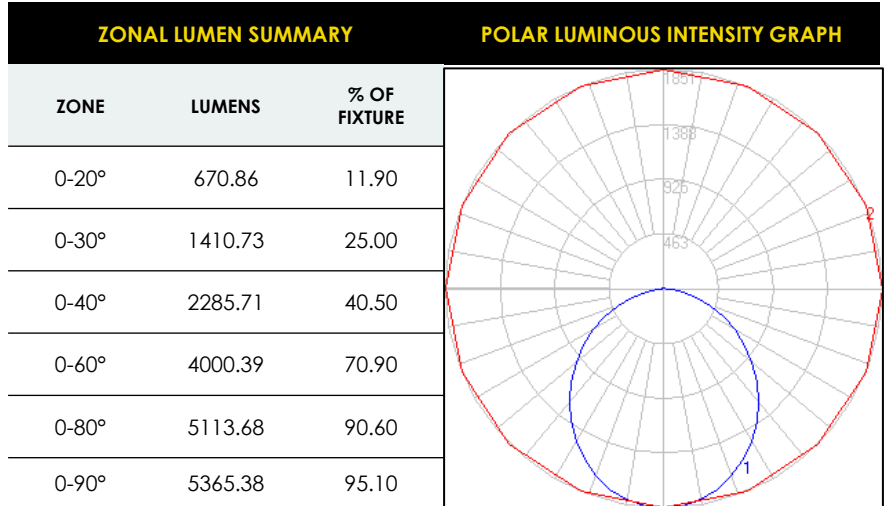 ZONAL LUMEN SUMMARY
POLAR LUMINOUS INTENSITY GRAPH
ZONE LUMENS % OF FIXTURE
0-20° 670.86 11.90
0-30° 1410.73 25.00
0-40° 2285.71 40.50
0-60° 4000.39 70.90
0-80° 5113.68 90.60
0-90° 5365.38 95.10
1851
1388
926
463
2
1